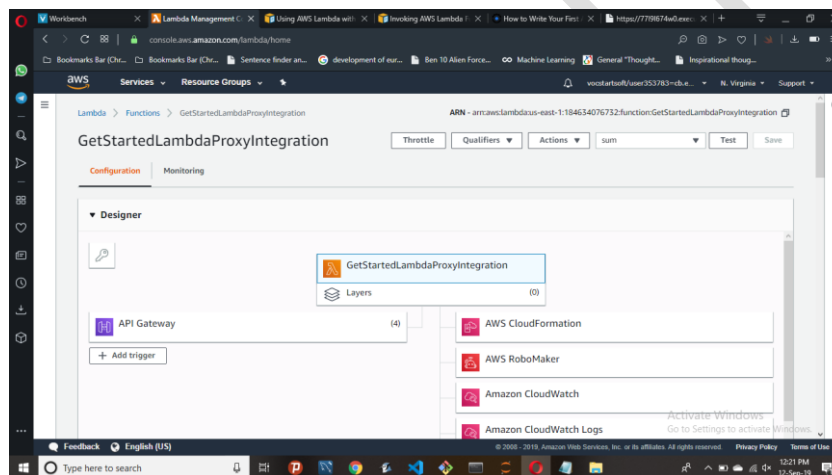 Workbench
Lambda Management C
Using AWS Lambda with
Invoking AWS Lambda F
How to Write Your First
console.aws.amazon.com/lambda/home
Bookmarks Bar (Chr...
Bookmarks Bar (Chr...
Sentence finder an...
development of eur...
Ben 10 Alien Force...
Machine Learning
General "Thought...
Inspirational thoug...
aws
Services
Resource Groups
N. Virginia
Support
Lambda > Functions > GetStartedLambdaProxyIntegration
ARN - arn:aws:lambda:us-east-1:184634076732:function:GetStartedLambdaProxyIntegration
GetStartedLambdaProxyIntegration
Throttle
Qualifiers
Actions
sum
Test
Save
Configuration
Monitoring
Designer
GetStartedLambdaProxyIntegration
Layers (0)
API Gateway (4)
AWS CloudFormation
+ Add trigger
AWS RoboMaker
Amazon CloudWatch
Amazon CloudWatch Logs
Activate Windows
Go to Settings to activate Windows.
Feedback
English (US)
© 2008 - 2019, Amazon Web Services, Inc. or its affiliates. All rights reserved.
Privacy Policy
Terms of Use
Type here to search
12:21 PM
12-Sep-19